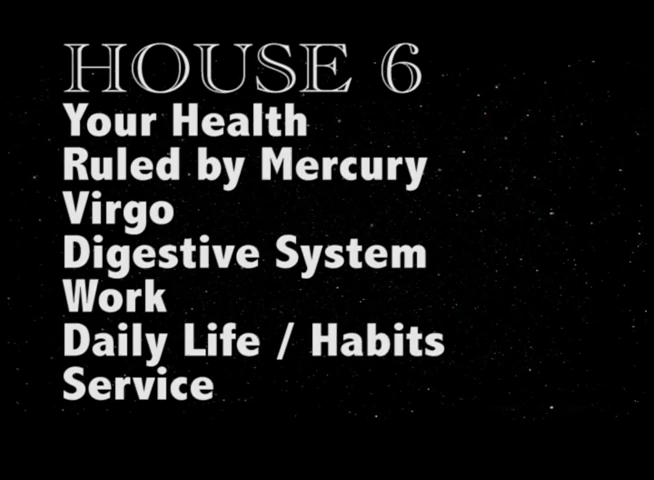 HOUSE 6
Your Health
Ruled by Mercury
Virgo
Digestive System
Work
Daily Life / Habits
Service